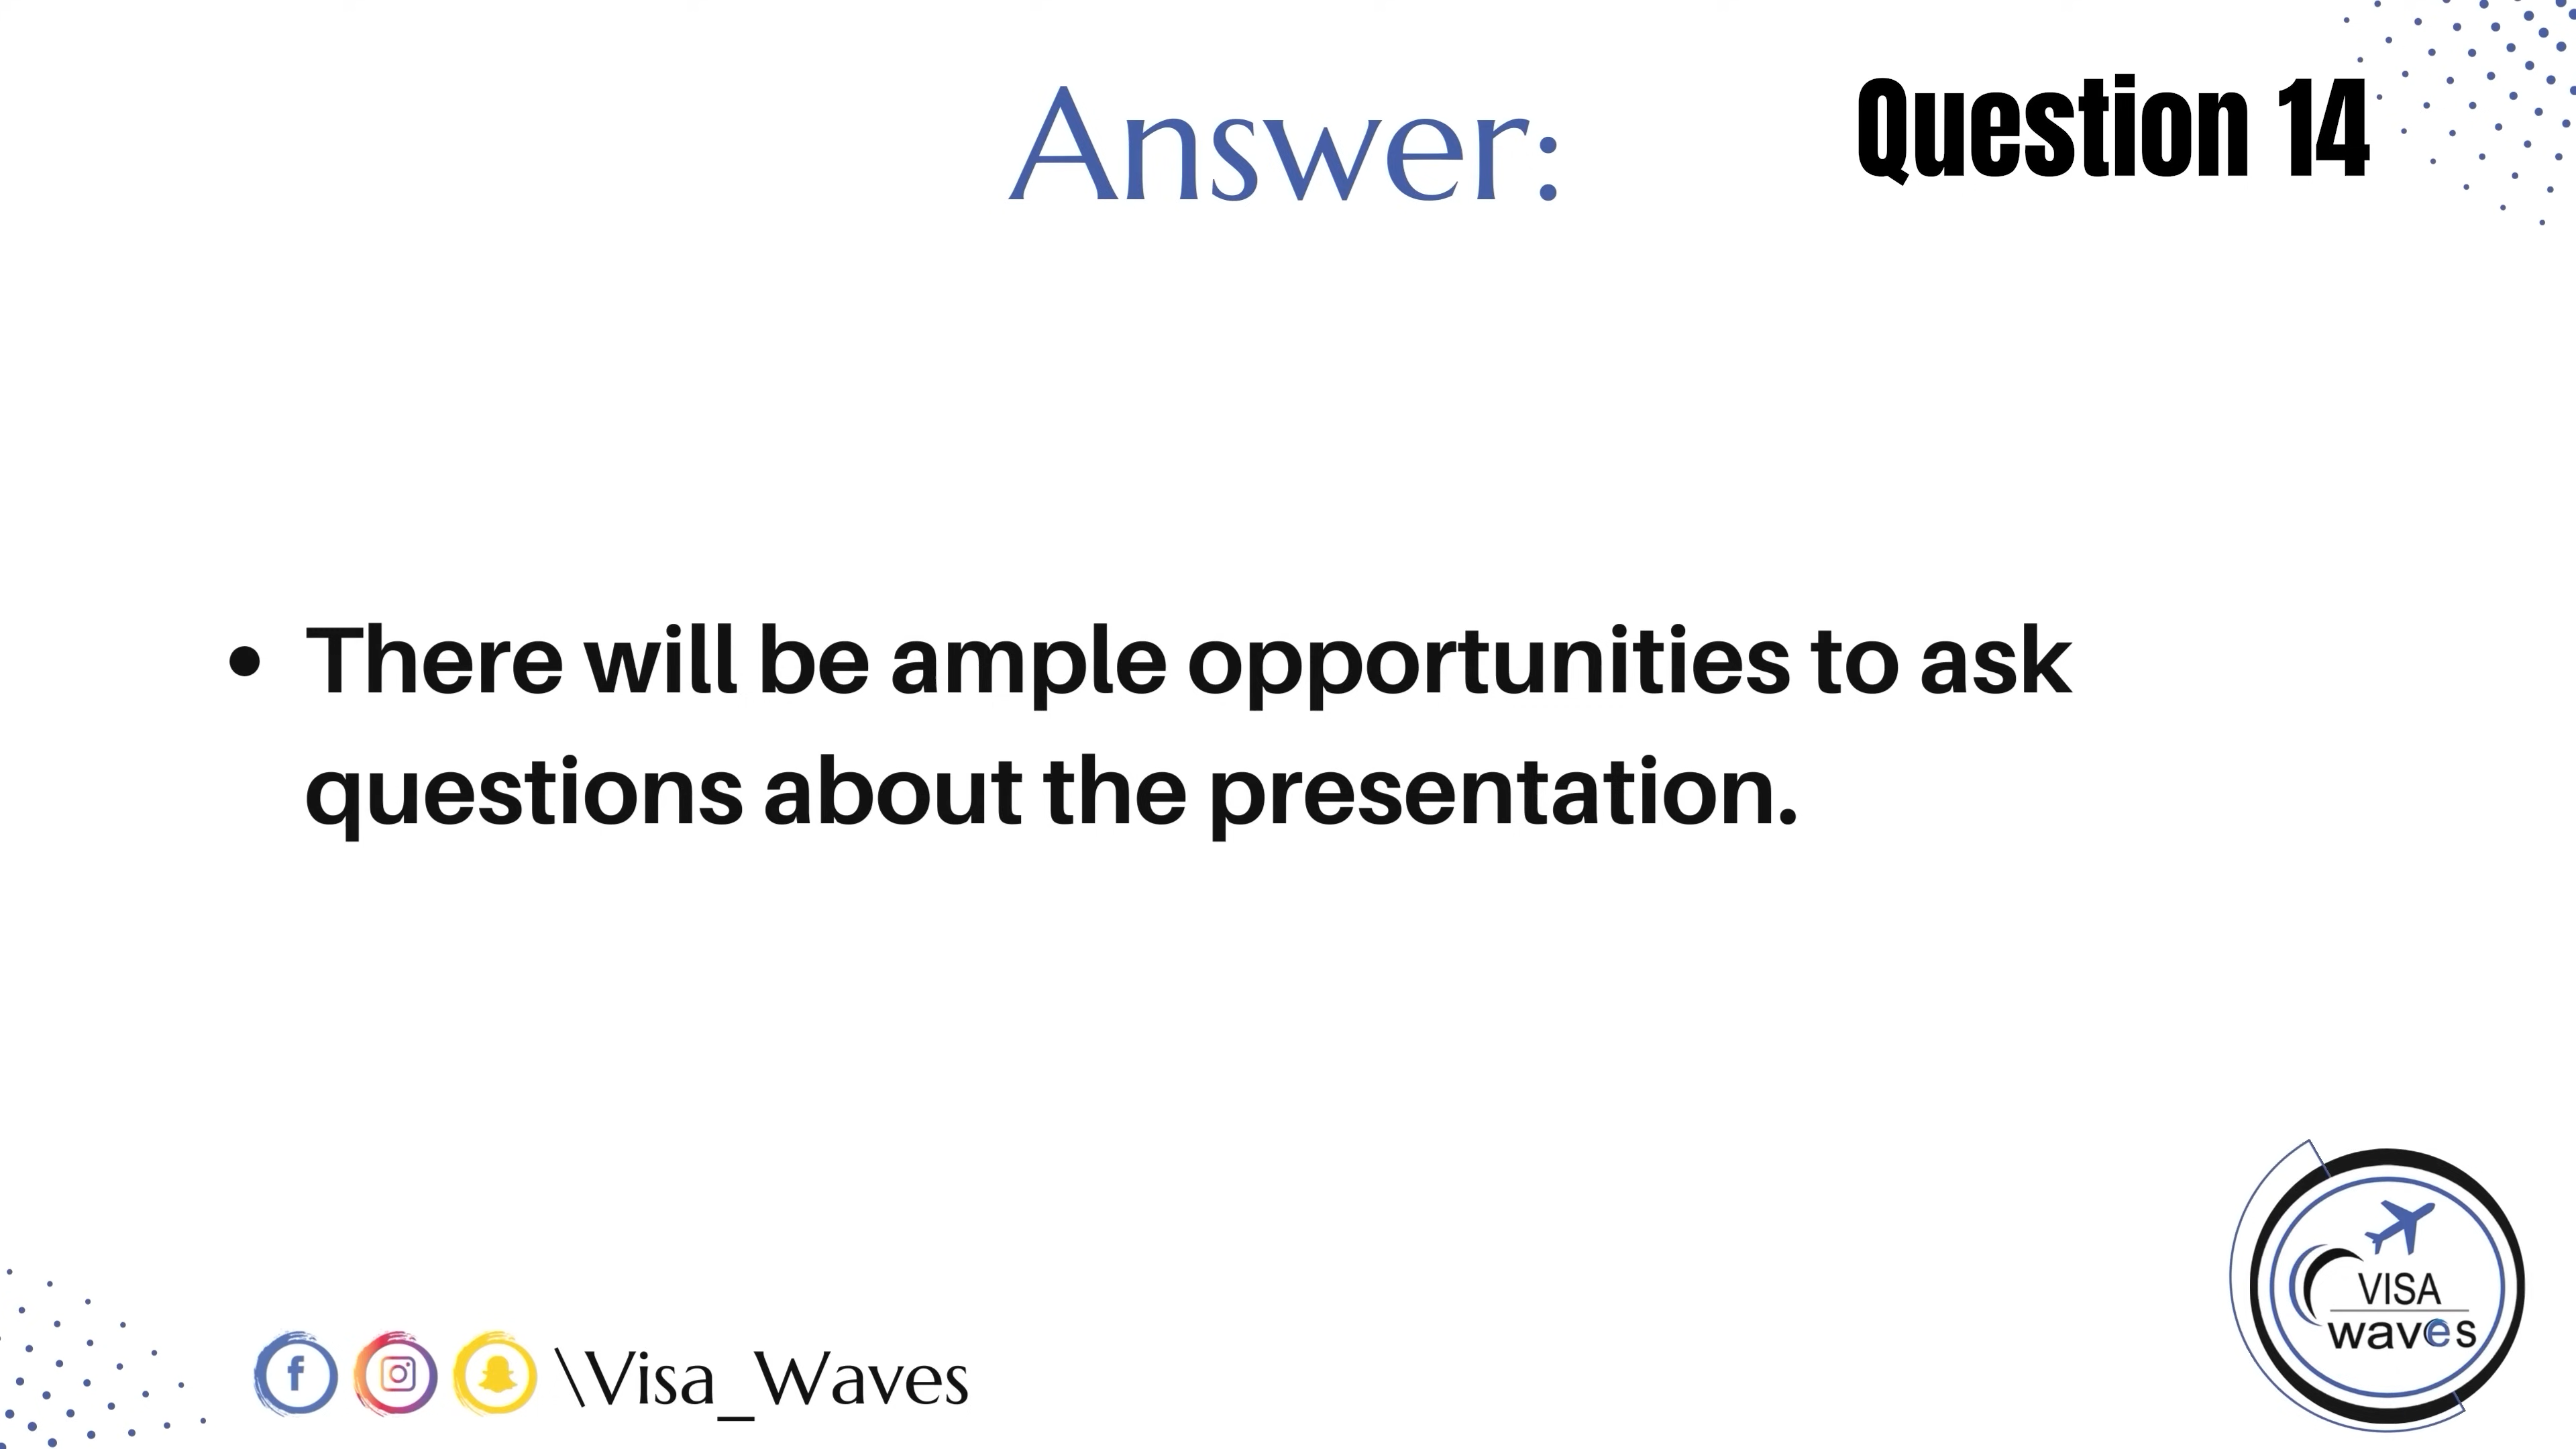 Answer:
Question 14
• There will be ample opportunities to ask
questions about the presentation.
\Visa_Waves
VISA
waves